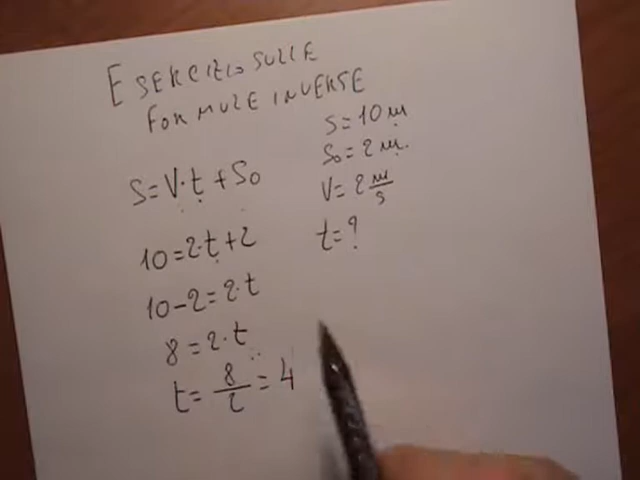 ESERCIZIO SULLE
FORMULE INVERSE
S=V·t+S₀
10=2·t+2
10-2=2·t
8=2·t
t=8/2=4
S=10 m
S₀=2 m.
V=2 m/s
t=?